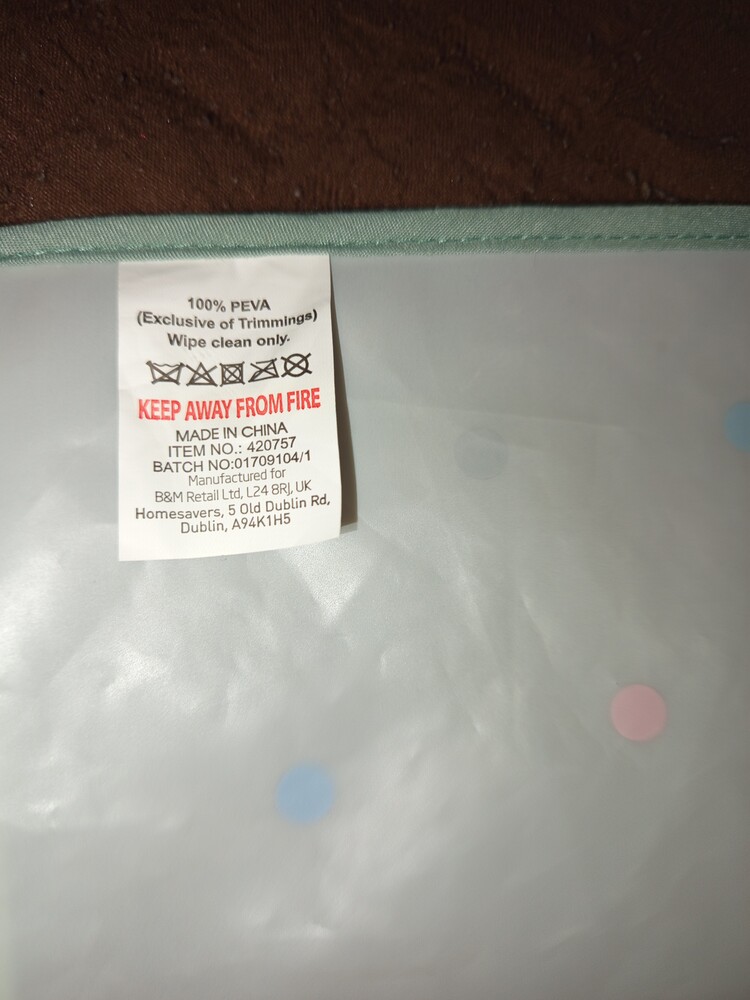 100% PEVA
(Exclusive of Trimmings)
Wipe clean only.
KEEP AWAY FROM FIRE
MADE IN CHINA
ITEM NO.: 420757
BATCH NO:01709104/1
Manufactured for
B&M Retail Ltd, L24 8RJ, UK
Homesavers, 5 Old Dublin Rd,
Dublin, A94K1H5